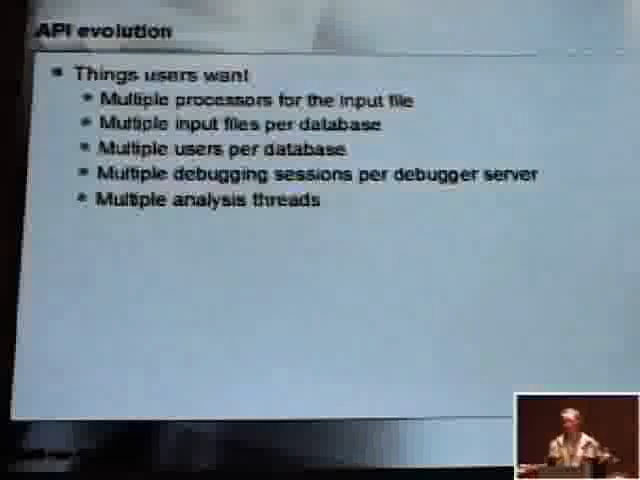 API evolution
Things users want
Multiple processors for the input file
Multiple input files per database
Multiple users per database
Multiple debugging sessions per debugger server
Multiple analysis threads